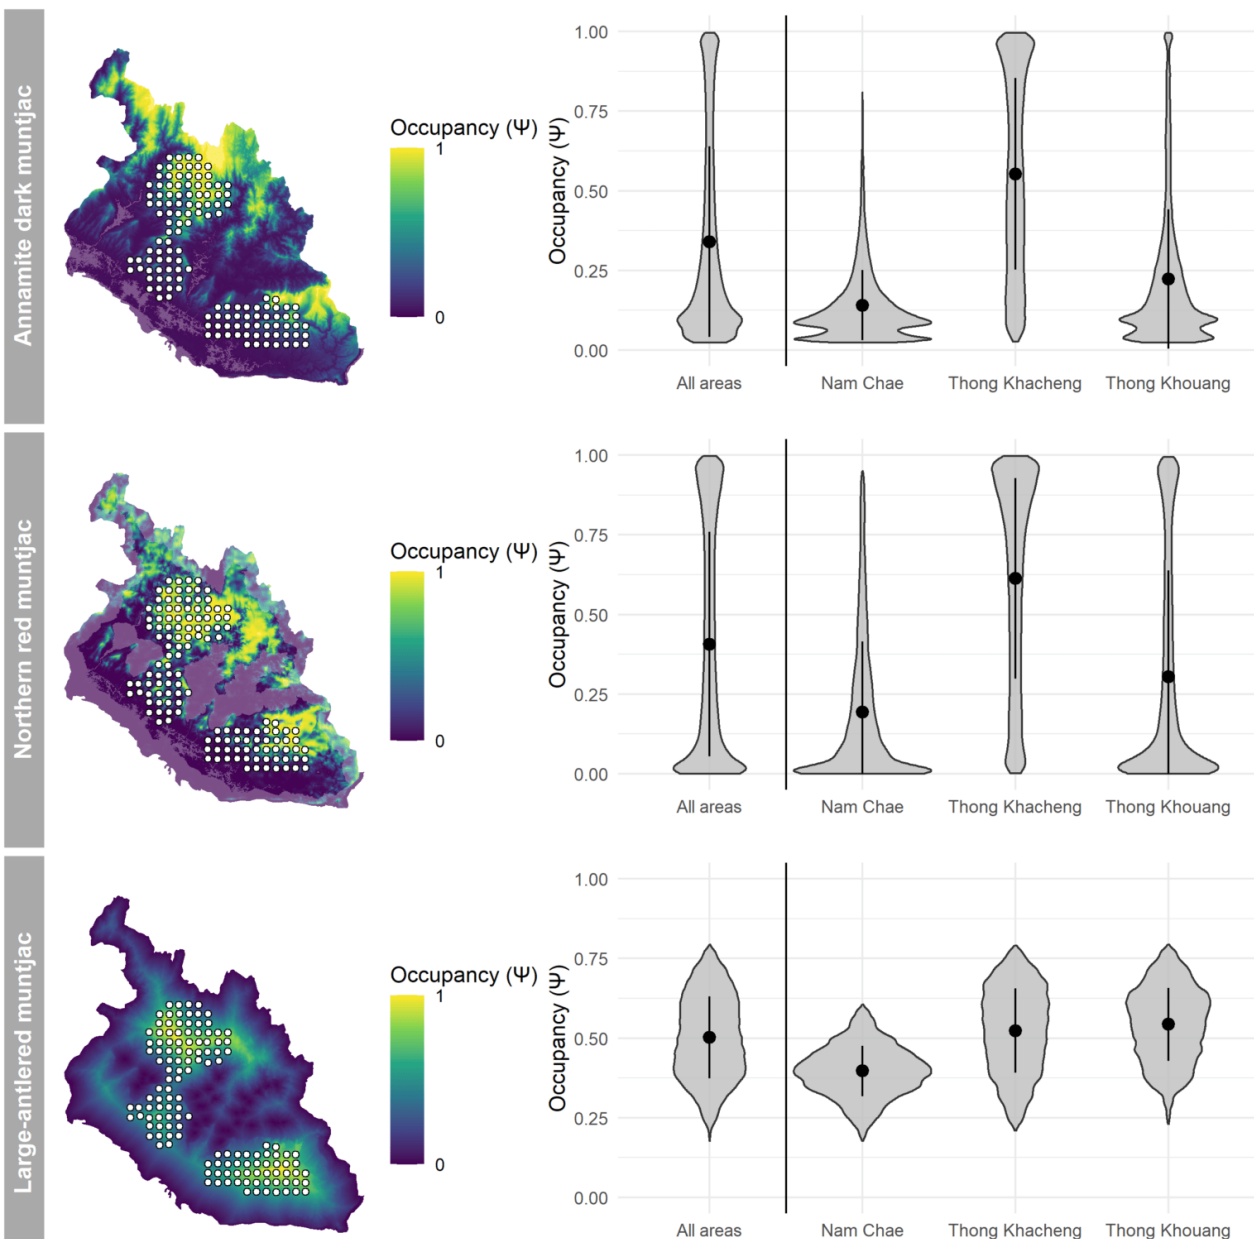 Annamite dark muntjac
Occupancy (Ψ)
1
0
Occupancy (Ψ)
1.00
0.75
0.50
0.25
0.00
All areas
Nam Chae
Thong Khacheng
Thong Khouang
Northern red muntjac
Occupancy (Ψ)
1
0
Occupancy (Ψ)
1.00
0.75
0.50
0.25
0.00
All areas
Nam Chae
Thong Khacheng
Thong Khouang
Large-antlered muntjac
Occupancy (Ψ)
1
0
Occupancy (Ψ)
1.00
0.75
0.50
0.25
0.00
All areas
Nam Chae
Thong Khacheng
Thong Khouang